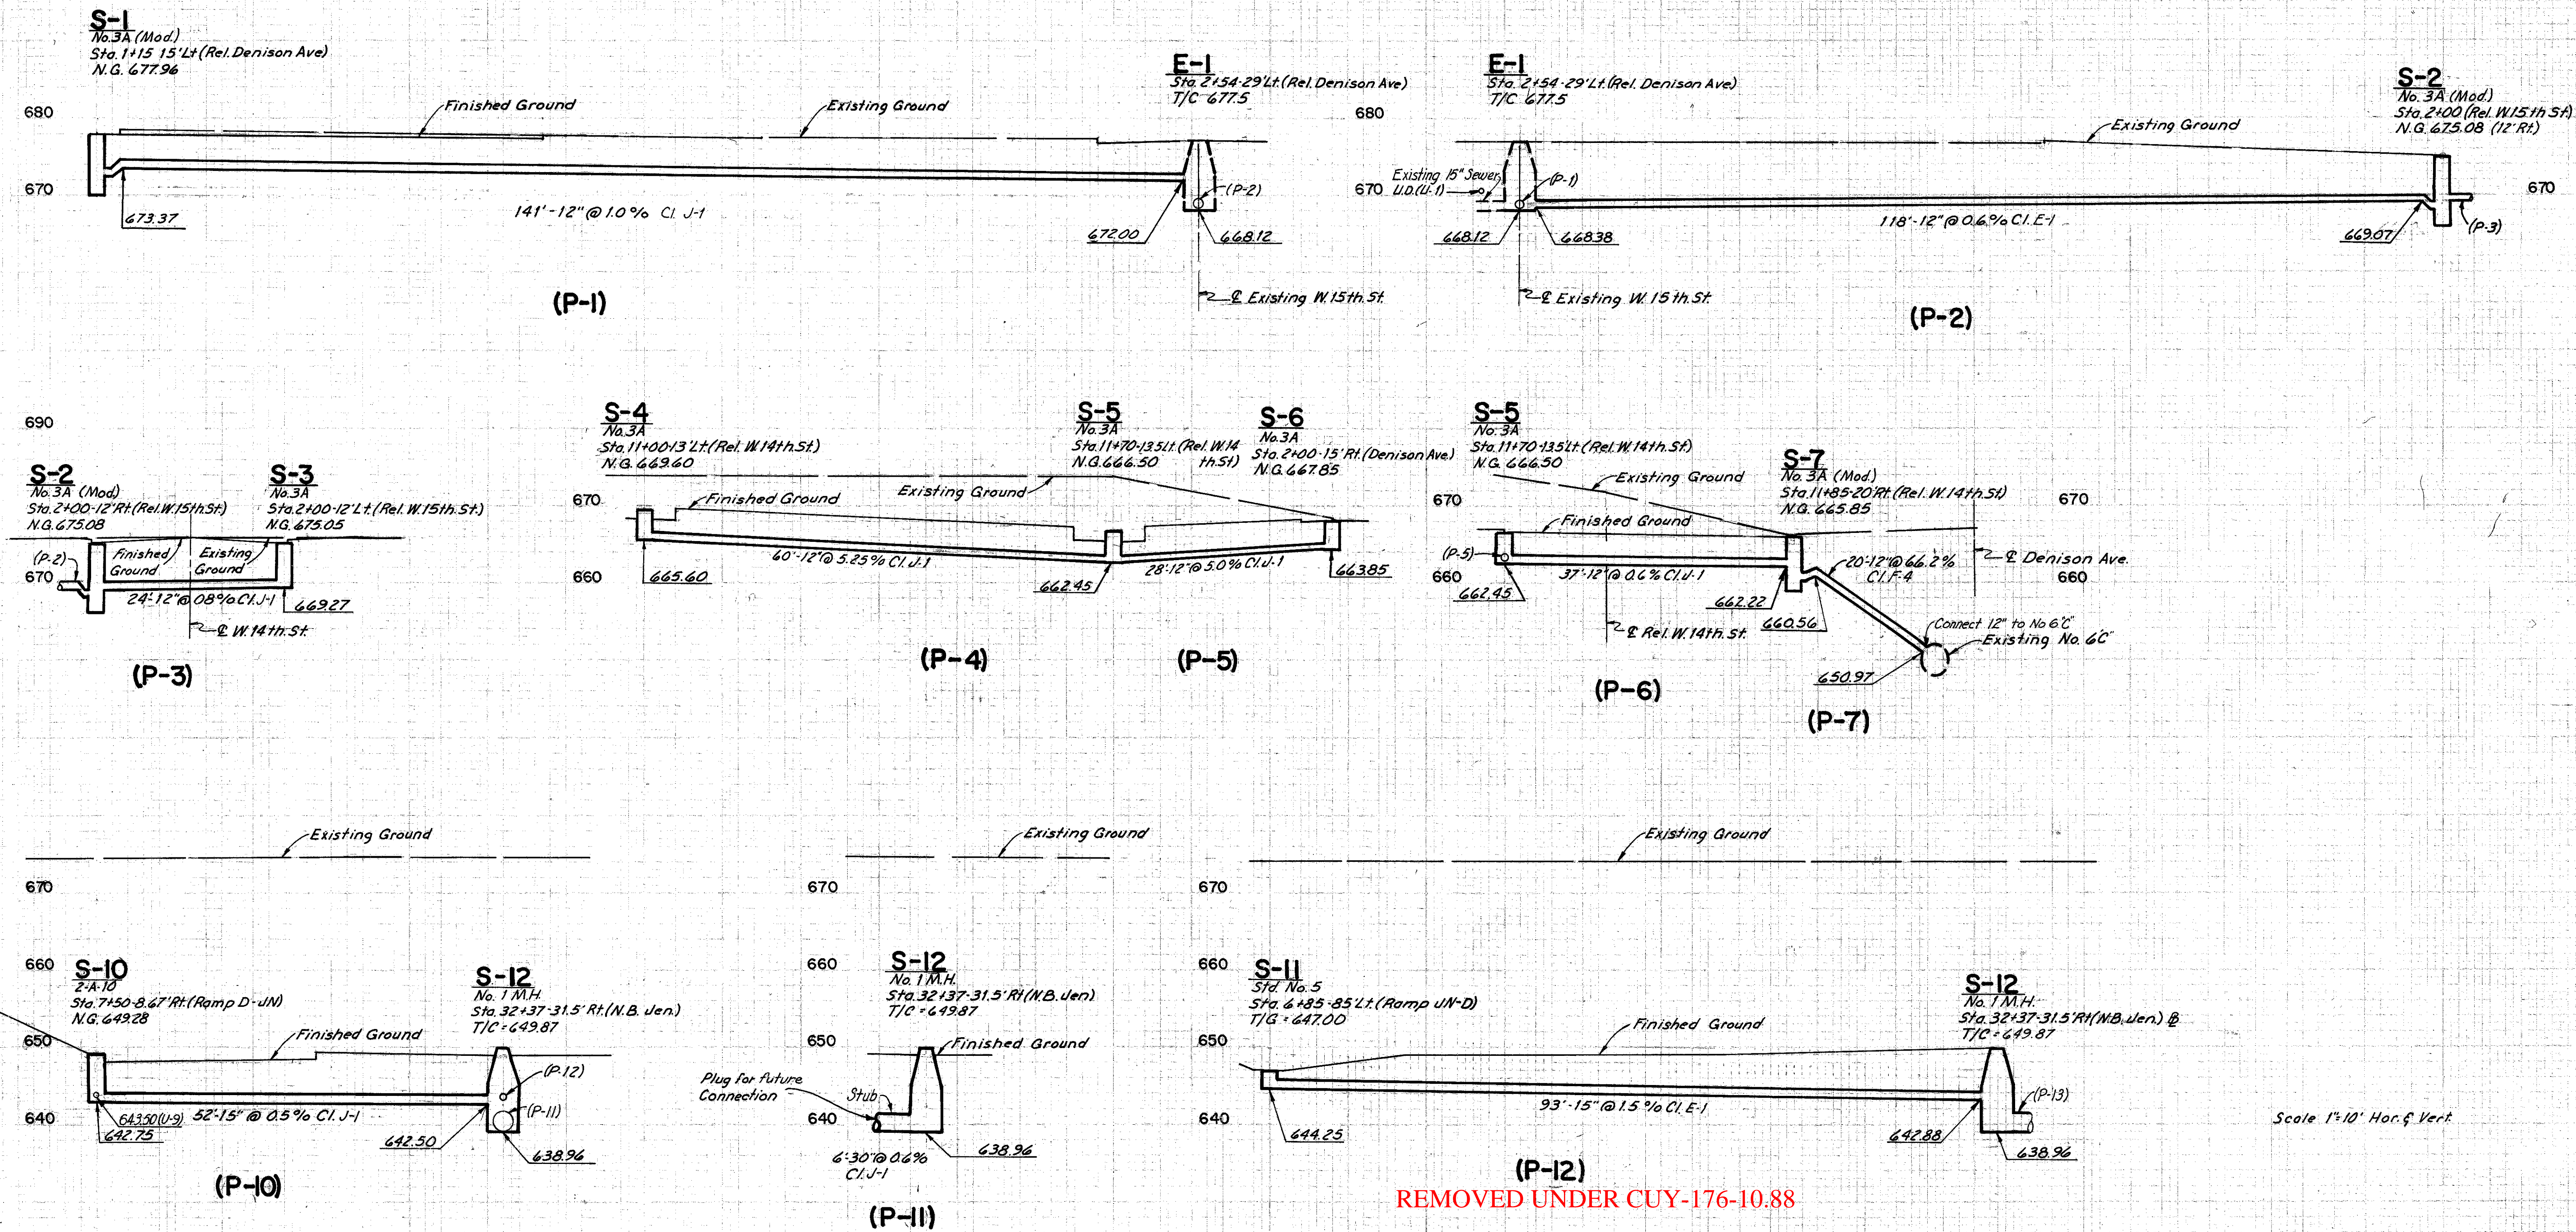 S-1
No.3A (Mod.)
Sta. 1+15 15' Lt (Rel. Denison Ave)
N.G. 677.96
E-1
Sta. 2+54-29' Lt. (Rel. Denison Ave)
T/C 677.5
E-1
Sta. 2+54-29' Lt. (Rel. Denison Ave)
T/C 677.5
S-2
No. 3A (Mod.)
Sta. 2+00 (Rel. W. 15th St.)
N.G. 675.08 (12' Rt.)
680
Finished Ground
Existing Ground
680
Existing Ground
670
673.37
141'-12" @ 1.0% Cl. J-1
672.00
(P-2)
668.12
℄ Existing W. 15th. St.
(P-1)
Existing 15" Sewer
U.D. (U-1)
670
(P-1)
668.12
668.38
118'-12" @ 0.6% Cl. E-1
669.07
(P-3)
670
℄ Existing W. 15th. St.
(P-2)
690
S-2
No. 3A (Mod)
Sta. 2+00-12' Rt (Rel. W. 15th St.)
N.G. 675.08
S-3
No. 3A
Sta. 2+00-12' Lt. (Rel. W. 15th. St.)
N.G. 675.05
(P-2)
Finished Ground
Existing Ground
670
24'-12" @ 0.8% Cl. J-1
669.27
℄ W. 14th. St.
(P-3)
S-4
No. 3A
Sta. 11+00-13' Lt. (Rel. W. 14th. St.)
N.G. 669.60
S-5
No. 3A
Sta. 11+70-13.5 Lt. (Rel. W. 14
th. St)
N.G. 666.50
S-6
No. 3A
Sta. 2+00-15' Rt. (Denison Ave)
N.G. 667.85
670
Finished Ground
Existing Ground
660
665.60
60'-12" @ 5.25% Cl. J-1
662.45
28'-12" @ 5.0% Cl. J-1
663.85
(P-4)
(P-5)
S-5
No. 3A
Sta. 11+70-13.5' Lt. (Rel. W. 14th. St.)
N.G. 666.50
S-7
No. 3A (Mod.)
Sta. 11+85-20' Rt. (Rel. W. 14th. St)
N.G. 665.85
670
Existing Ground
670
Finished Ground
(P-5)
660
662.45
37'-12" @ 0.6% Cl. J-1
662.22
20'-12" @ 66.2%
Cl. F-4
℄ Denison Ave.
660
℄ Rel. W. 14th. St.
660.56
Connect 12" to No 6"C"
Existing No. 6"C"
650.97
(P-6)
(P-7)
Existing Ground
670
660
S-10
2-A-10
Sta. 7+50-8.67' Rt. (Ramp D-JN)
N.G. 649.28
S-12
No. 1 M.H.
Sta. 32+37-31.5' Rt. (N.B. Jen.)
T/C = 649.87
650
Finished Ground
(P-12)
(P-11)
640
643.50 (U-9)
642.75
52'-15" @ 0.5% Cl. J-1
642.50
638.96
(P-10)
Existing Ground
670
660
S-12
No. 1 M.H.
Sta. 32+37-31.5' Rt (N.B. Jen)
T/C = 649.87
650
Finished Ground
Plug for future
Connection
Stub
640
6'-30" @ 0.6%
Cl. J-1
638.96
(P-11)
Existing Ground
670
660
S-11
Std. No. 5
Sta. 6+85-85' Lt. (Ramp JN-D)
T/G = 647.00
S-12
No. 1 M.H.
Sta. 32+37-31.5' Rt (N.B. Jen.) ℄
T/C = 649.87
650
Finished Ground
640
644.25
93'-15" @ 1.5% Cl. E-1
642.88
(P-13)
638.96
(P-12)
REMOVED UNDER CUY-176-10.88
Scale 1"=10' Hor. & Vert.